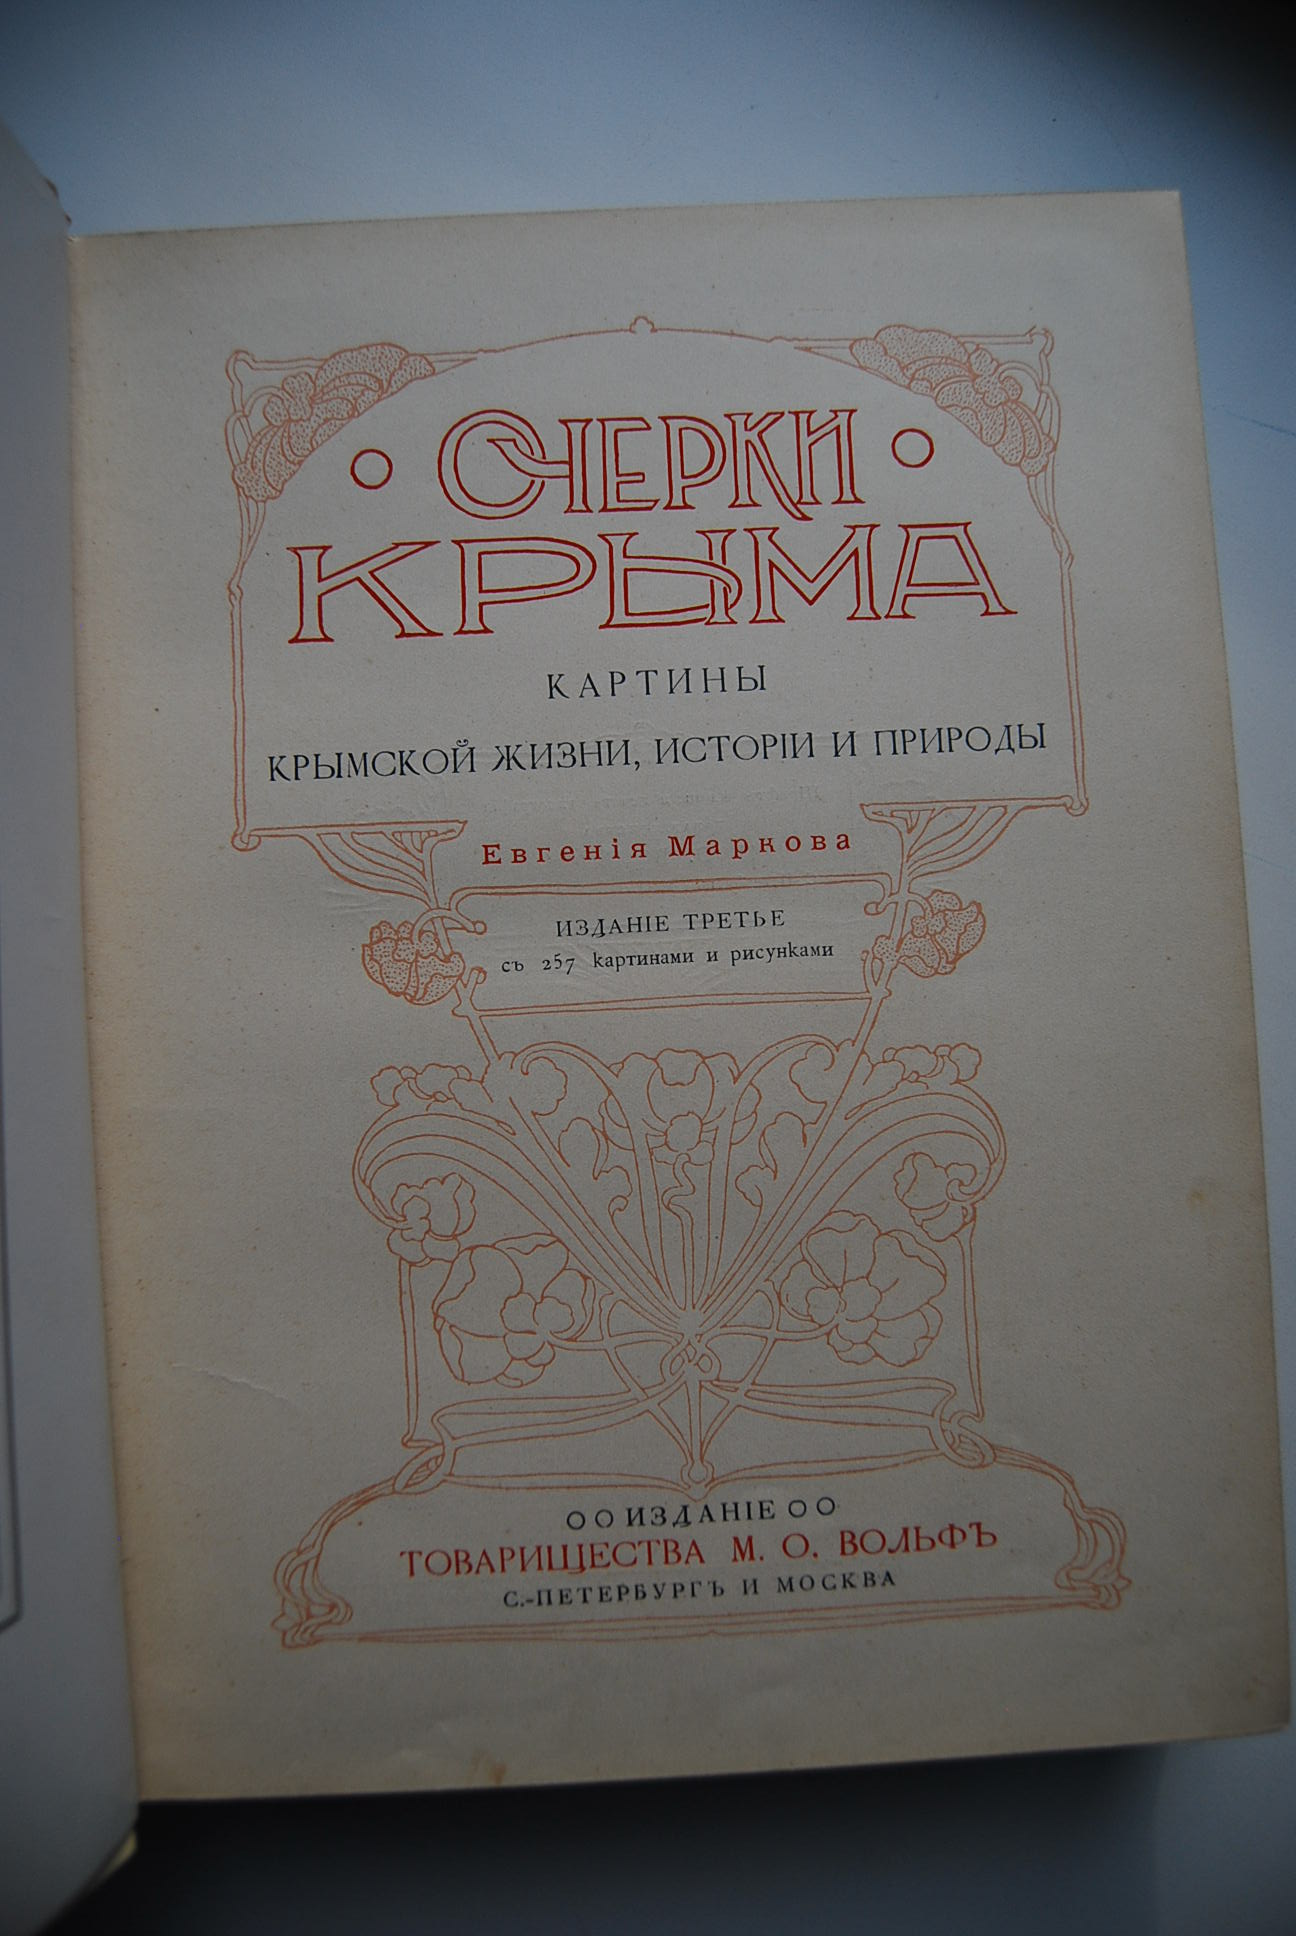 ОЧЕРКИ
КРЫМА
КАРТИНЫ
КРЫМСКОЙ ЖИЗНИ, ИСТОРІИ И ПРИРОДЫ
Евгенія Маркова
ИЗДАНІЕ ТРЕТЬЕ
съ 257 картинами и рисунками
ИЗДАНІЕ
ТОВАРИЩЕСТВА М. О. ВОЛЬФЪ
С.-ПЕТЕРБУРГЪ И МОСКВА